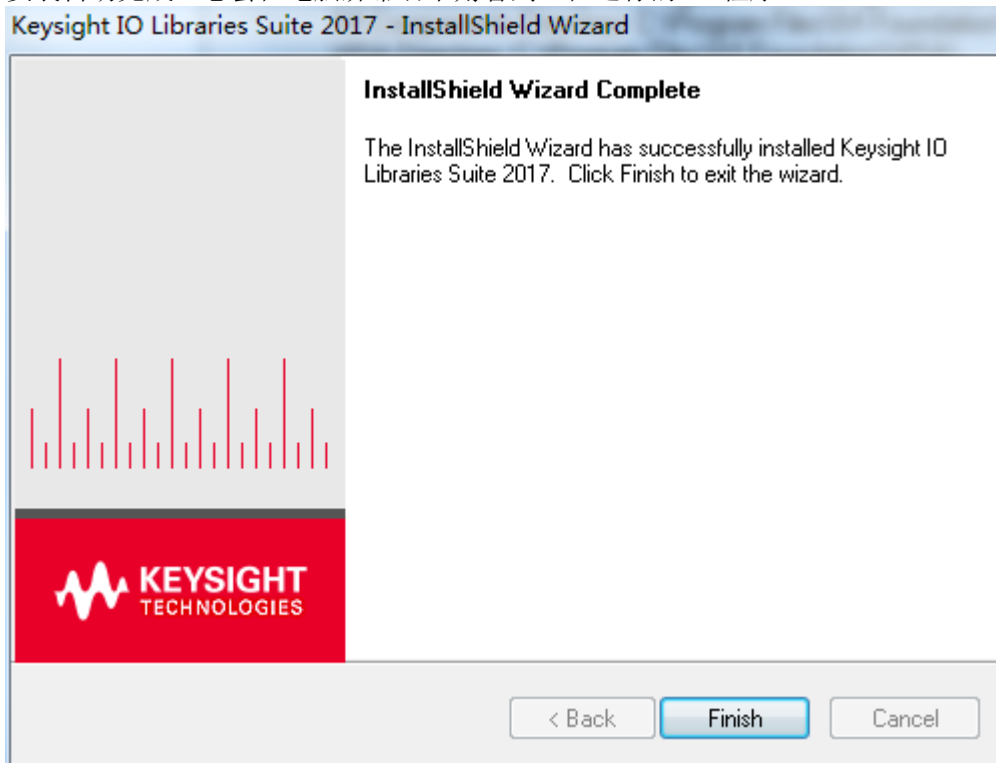 Keysight IO Libraries Suite 2017 - InstallShield Wizard
InstallShield Wizard Complete
The InstallShield Wizard has successfully installed Keysight IO
Libraries Suite 2017. Click Finish to exit the wizard.
KEYSIGHT
TECHNOLOGIES
< Back
Finish
Cancel